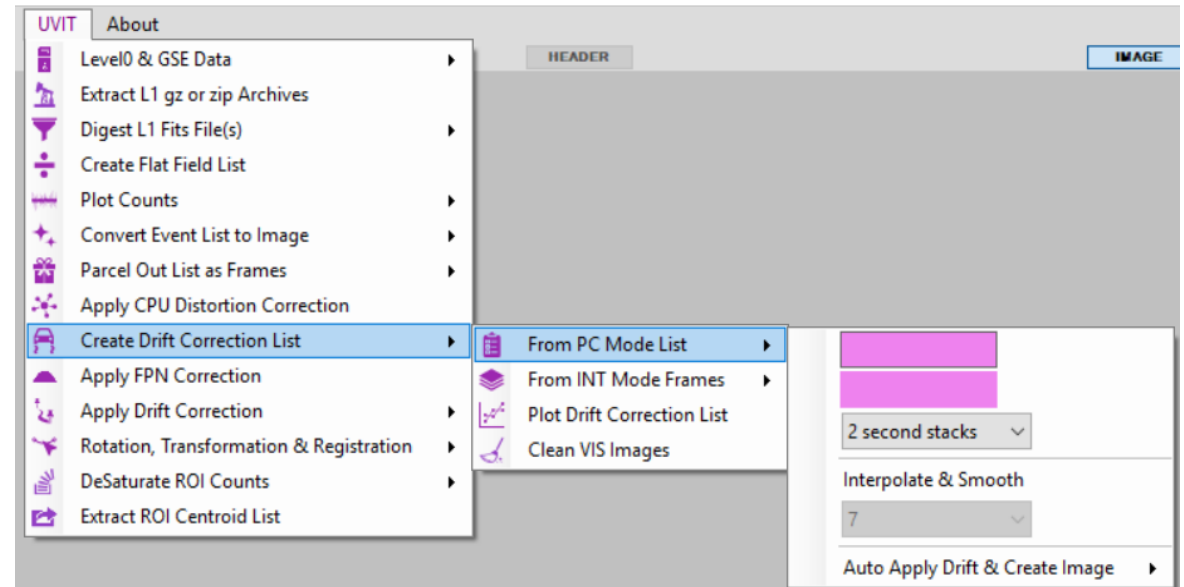 UVIT About
HEADER IMAGE
Level0 & GSE Data
Extract L1 gz or zip Archives
Digest L1 Fits File(s)
Create Flat Field List
Plot Counts
Convert Event List to Image
Parcel Out List as Frames
Apply CPU Distortion Correction
Create Drift Correction List
Apply FPN Correction
Apply Drift Correction
Rotation, Transformation & Registration
DeSaturate ROI Counts
Extract ROI Centroid List
From PC Mode List
From INT Mode Frames
Plot Drift Correction List
Clean VIS Images
2 second stacks
Interpolate & Smooth
7
Auto Apply Drift & Create Image